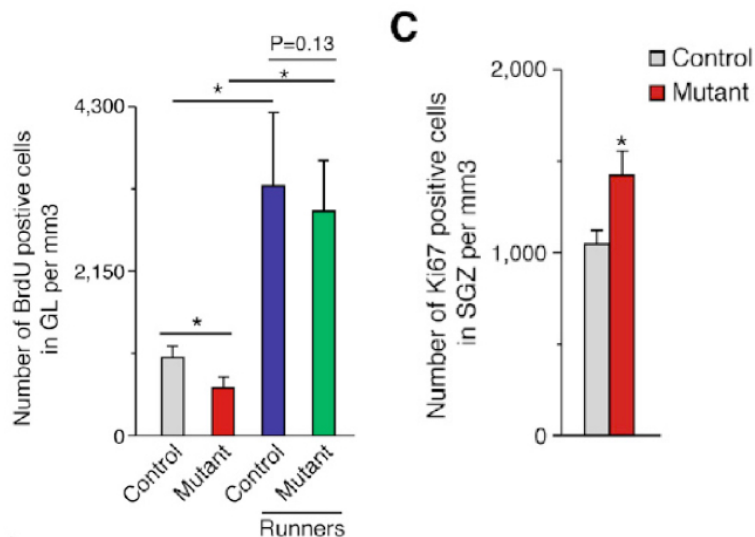 P=0.13
*
*
4,300
Number of BrdU postive cells
in GL per mm3
2,150
*
0
Control
Mutant
Control
Mutant
Runners
C
Control
Mutant
2,000
*
Number of Ki67 positive cells
in SGZ per mm3
1,000
0